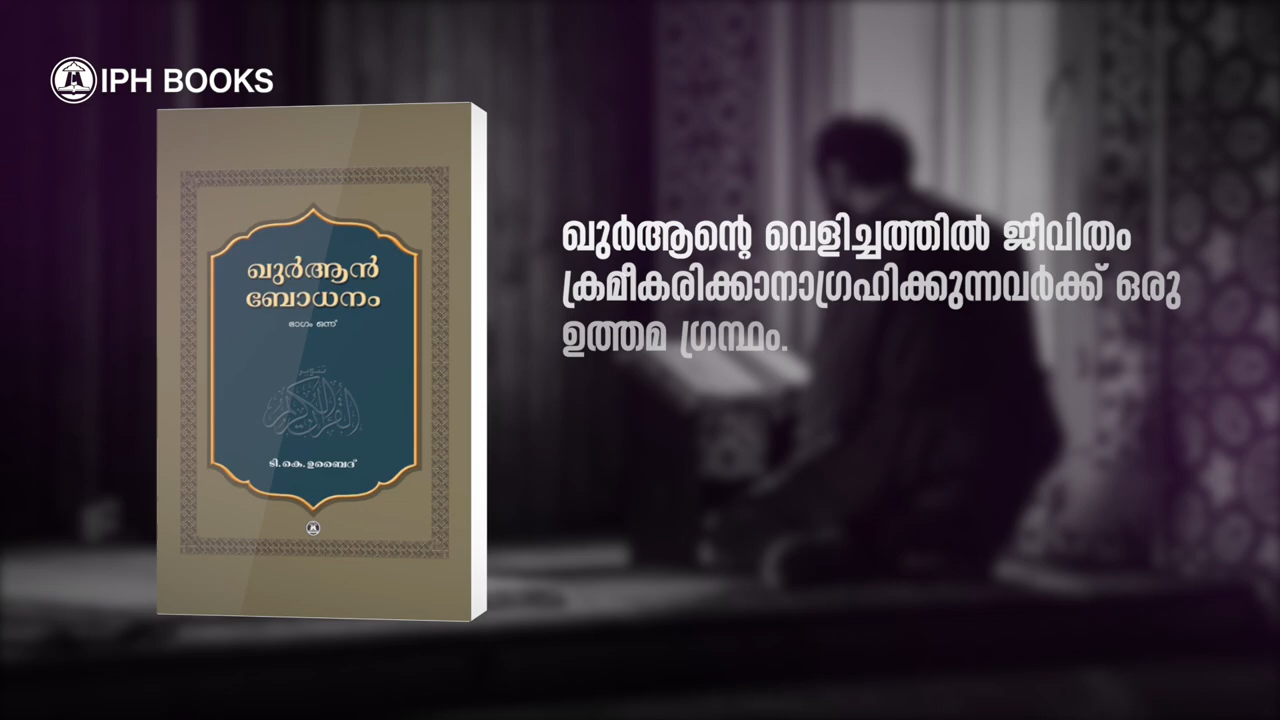 IPH BOOKS
ഖുർആൻ
ബോധനം
ഭാഗം ഒന്ന്
ടി.കെ.ഉബൈദ്
ഖുർആന്റെ വെളിച്ചത്തിൽ ജീവിതം
ക്രമീകരിക്കാനാഗ്രഹിക്കുന്നവർക്ക് ഒരു
ഉത്തമ ഗ്രന്ഥം.